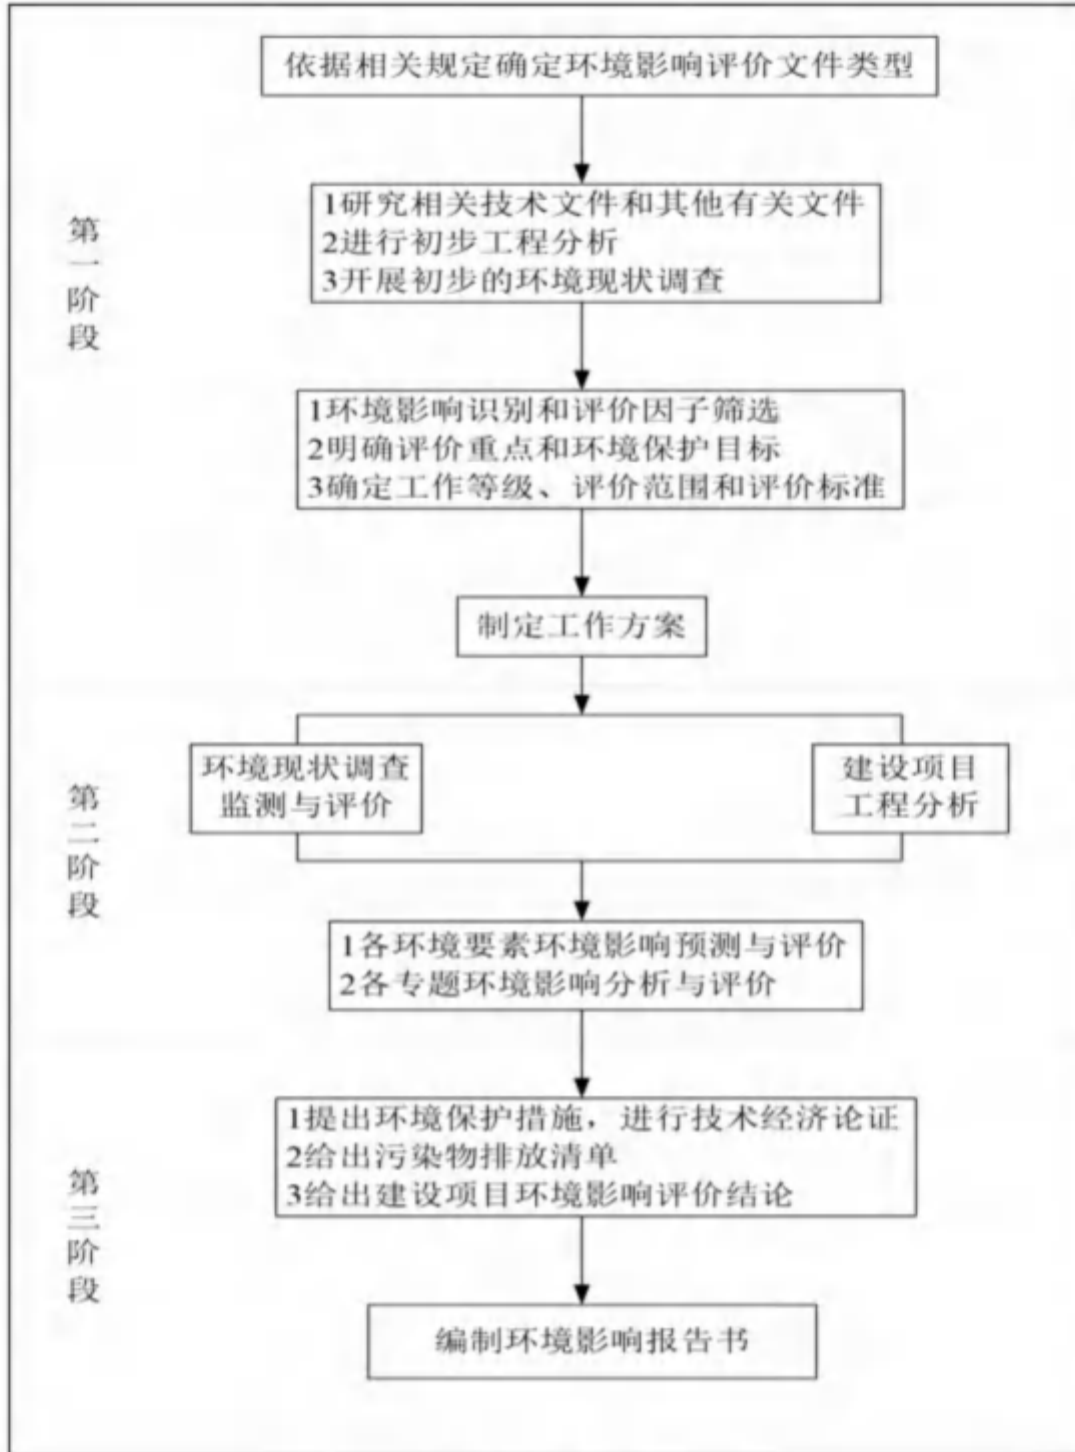 依据相关规定确定环境影响评价文件类型
第一阶段
1研究相关技术文件和其他有关文件
2进行初步工程分析
3开展初步的环境现状调查
1环境影响识别和评价因子筛选
2明确评价重点和环境保护目标
3确定工作等级、评价范围和评价标准
制定工作方案
第二阶段
环境现状调查
监测与评价
建设项目
工程分析
1各环境要素环境影响预测与评价
2各专题环境影响分析与评价
第三阶段
1提出环境保护措施，进行技术经济论证
2给出污染物排放清单
3给出建设项目环境影响评价结论
编制环境影响报告书